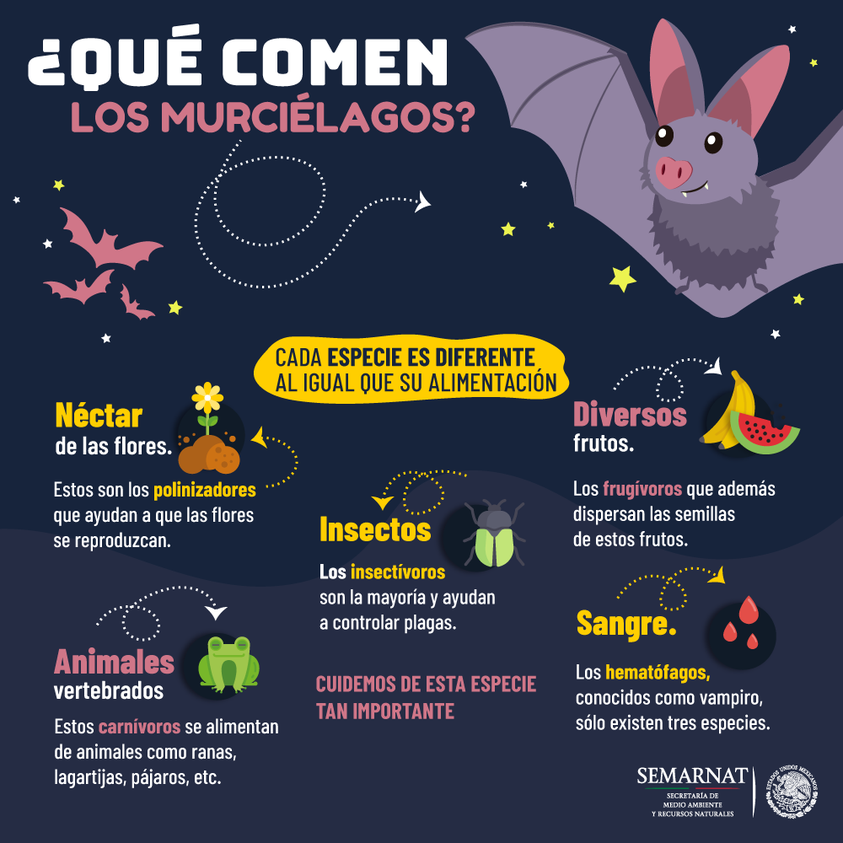 ¿QUÉ COMEN
LOS MURCIÉLAGOS?
CADA ESPECIE ES DIFERENTE
AL IGUAL QUE SU ALIMENTACIÓN
Néctar
de las flores.
Estos son los polinizadores
que ayudan a que las flores
se reproduzcan.
Diversos
frutos.
Los frugívoros que además
dispersan las semillas
de estos frutos.
Insectos
Los insectívoros
son la mayoría y ayudan
a controlar plagas.
Animales
vertebrados
Estos carnívoros se alimentan
de animales como ranas,
lagartijas, pájaros, etc.
Sangre.
Los hematófagos,
conocidos como vampiro,
sólo existen tres especies.
CUIDEMOS DE ESTA ESPECIE
TAN IMPORTANTE
SEMARNAT
SECRETARÍA DE
MEDIO AMBIENTE
Y RECURSOS NATURALES
ESTADOS UNIDOS MEXICANOS